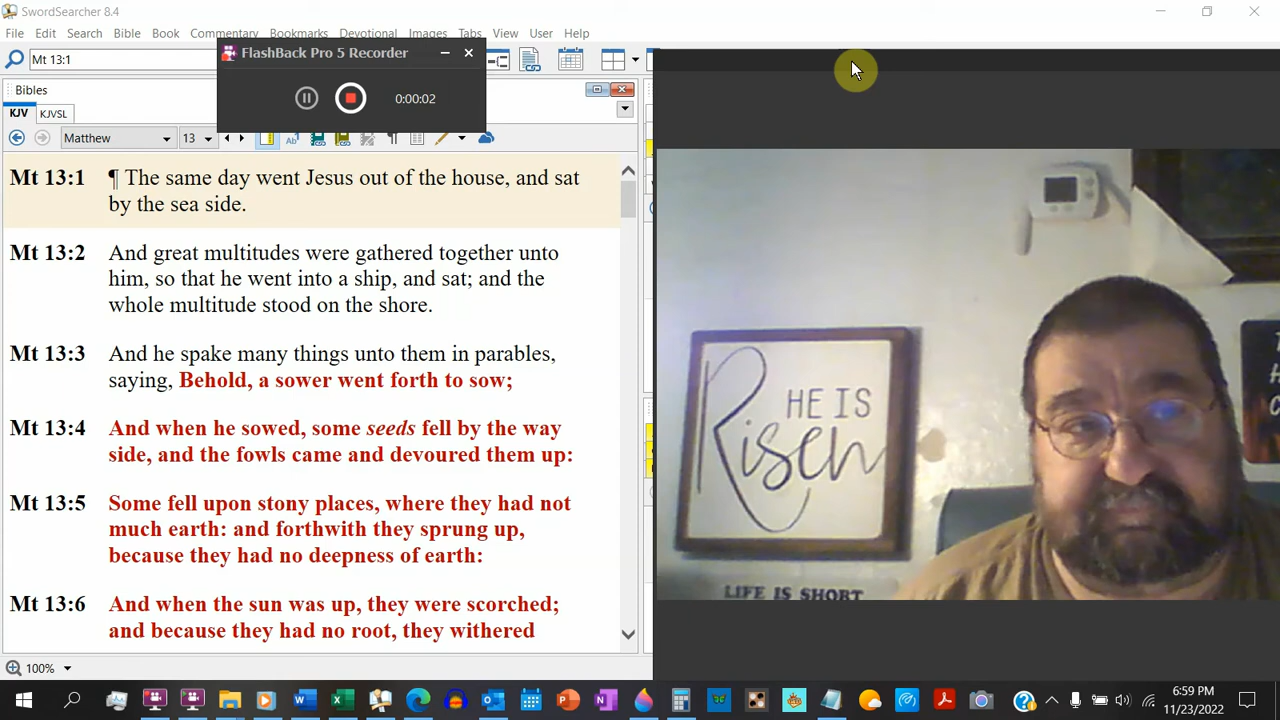 SwordSearcher 8.4
File Edit Search Bible Book Commentary Bookmarks Devotional Images Tabs View User Help
Mt 13:1
FlashBack Pro 5 Recorder
0:00:02
Bibles
KJV KJVSL
Matthew 13
Mt 13:1 ¶ The same day went Jesus out of the house, and sat
by the sea side.
Mt 13:2 And great multitudes were gathered together unto
him, so that he went into a ship, and sat; and the
whole multitude stood on the shore.
Mt 13:3 And he spake many things unto them in parables,
saying, Behold, a sower went forth to sow;
Mt 13:4 And when he sowed, some seeds fell by the way
side, and the fowls came and devoured them up:
Mt 13:5 Some fell upon stony places, where they had not
much earth: and forthwith they sprung up,
because they had no deepness of earth:
Mt 13:6 And when the sun was up, they were scorched;
and because they had no root, they withered
100%
HE IS
Risen
LIFE IS SHORT
6:59 PM
11/23/2022